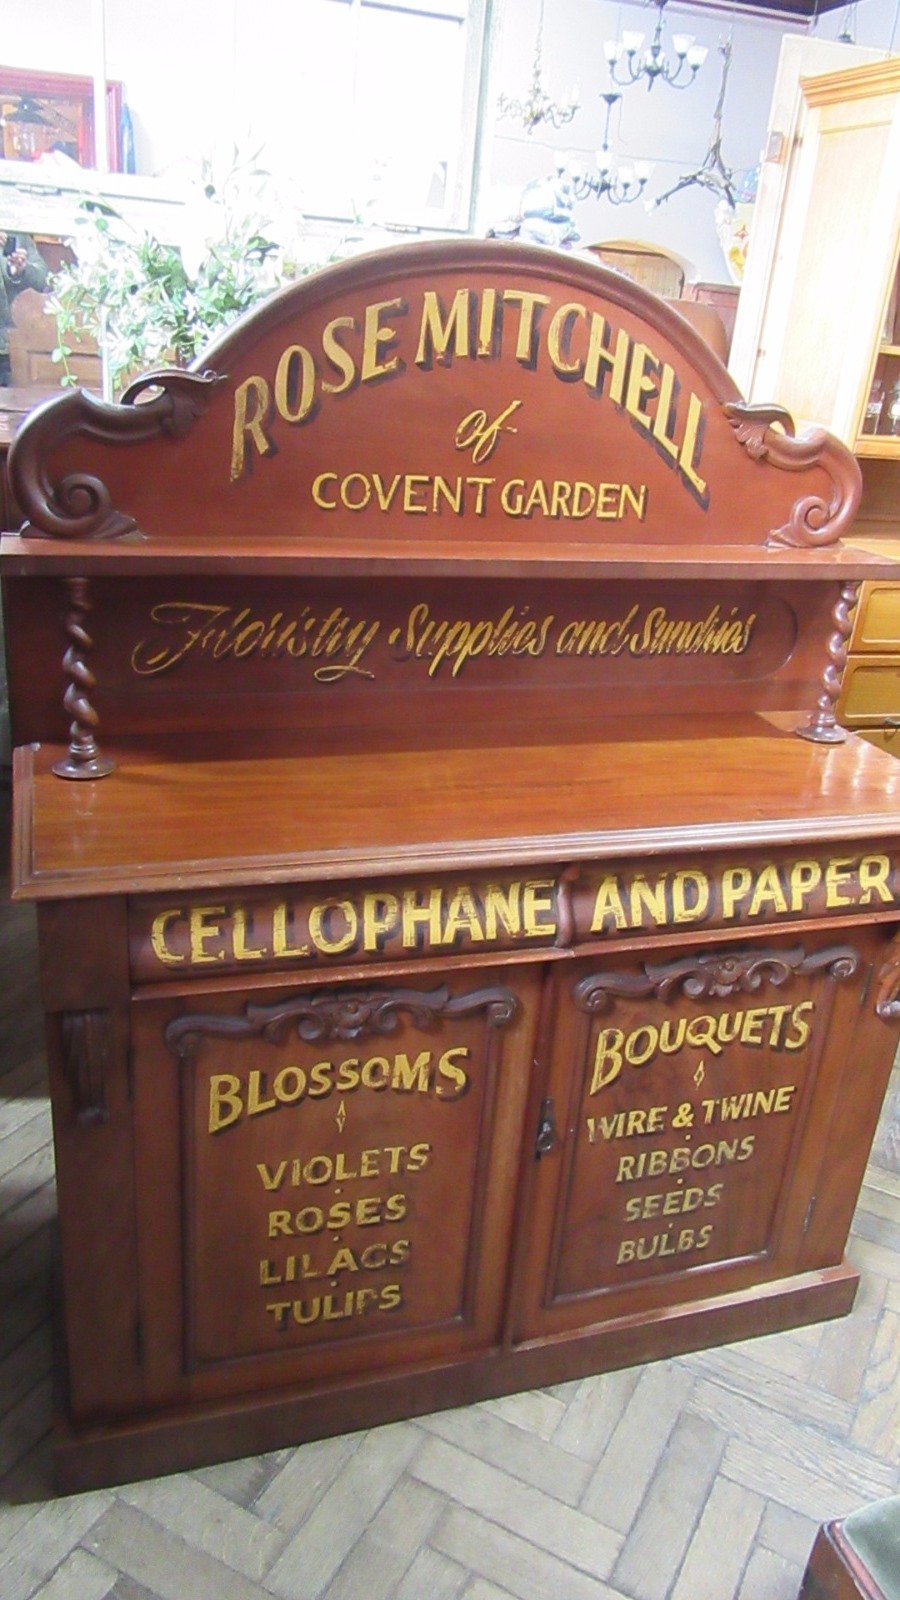 ROSE MITCHELL
of
COVENT GARDEN
Floristry Supplies and Sundries
CELLOPHANE AND PAPER
BLOSSOMS
VIOLETS
ROSES
LILACS
TULIPS
BOUQUETS
WIRE & TWINE
RIBBONS
SEEDS
BULBS